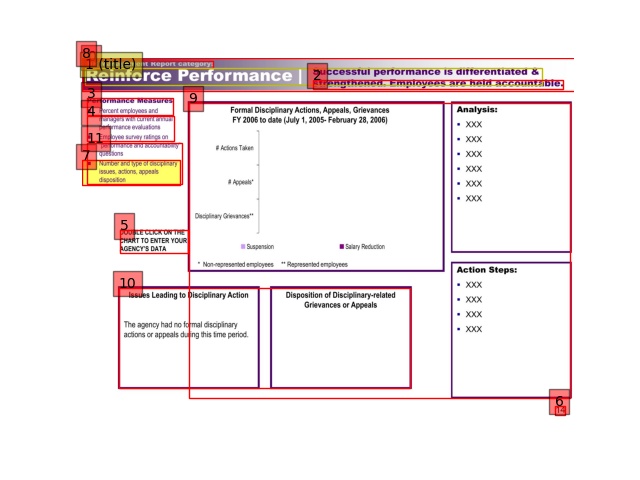 8
1 (title)
nt Report category:
Reinforce Performance |
2
Successful performance is differentiated &
strengthened. Employees are held accountable.
3
Performance Measures
4
Percent employees and
managers with current annual
performance evaluations
11
Employee survey ratings on
performance and accountability
questions
7
Number and type of disciplinary
issues, actions, appeals
disposition
5
DOUBLE CLICK ON THE
CHART TO ENTER YOUR
AGENCY'S DATA
9
Formal Disciplinary Actions, Appeals, Grievances
FY 2006 to date (July 1, 2005- February 28, 2006)
# Actions Taken
# Appeals*
Disciplinary Grievances**
Suspension
Salary Reduction
* Non-represented employees ** Represented employees
10
Issues Leading to Disciplinary Action
The agency had no formal disciplinary
actions or appeals during this time period.
Disposition of Disciplinary-related
Grievances or Appeals
Analysis:
XXX
XXX
XXX
XXX
XXX
XXX
Action Steps:
XXX
XXX
XXX
XXX
6